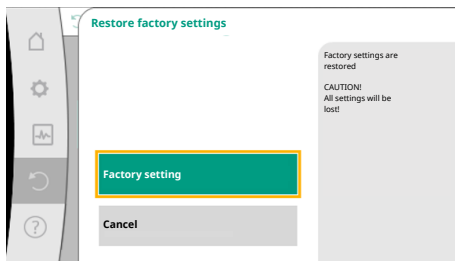 Restore factory settings
Factory settings are
restored
CAUTION!
All settings will be
lost!
Factory setting
Cancel
?